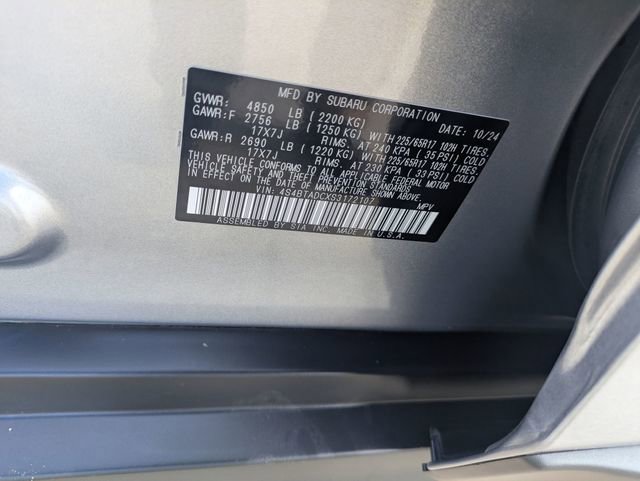 MFD BY SUBARU CORPORATION DATE: 10/24
GVWR: 4850 LB (2200 KG)
GAWR:F 2756 LB (1250 KG) WITH 225/65R17 102H TIRES,
17X7J RIMS, AT 240 KPA (35 PSI) COLD
GAWR:R 2690 LB (1220 KG) WITH 225/65R17 102H TIRES,
17X7J RIMS, AT 230 KPA (33 PSI) COLD
THIS VEHICLE CONFORMS TO ALL APPLICABLE FEDERAL MOTOR
VEHICLE SAFETY AND THEFT PREVENTION STANDARDS
IN EFFECT ON THE DATE OF MANUFACTURE SHOWN ABOVE.
VIN: 4S4BTADCXS3172107 MPV
ASSEMBLED BY SIA INC. MADE IN U.S.A.